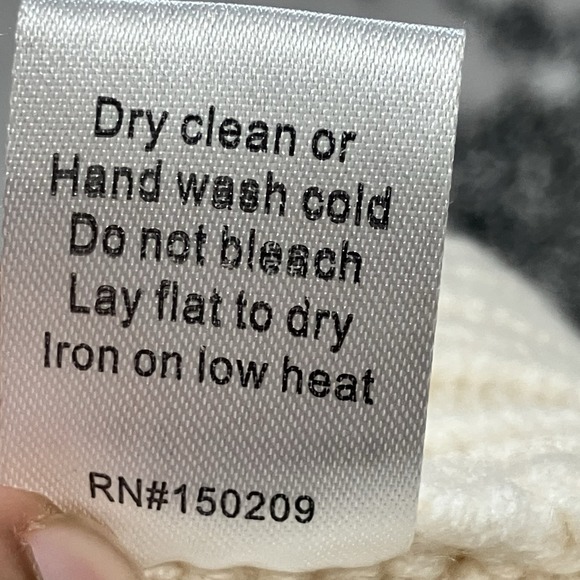 Dry clean or
Hand wash cold
Do not bleach
Lay flat to dry
Iron on low heat
RN#150209